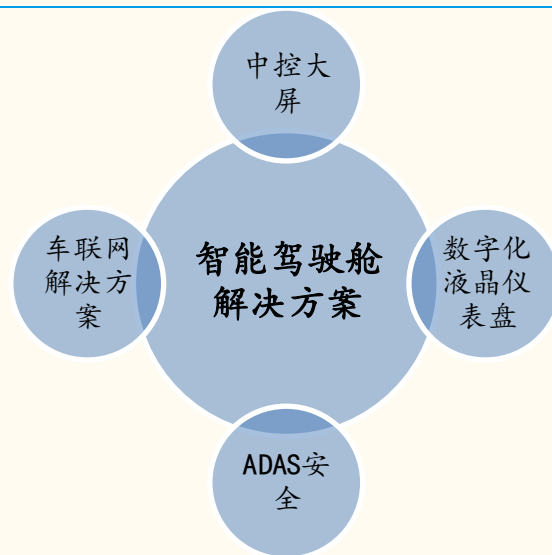 中控大
屏
车联网
解决方
案
智能驾驶舱
解决方案
数字化
液晶仪
表盘
ADAS安
全